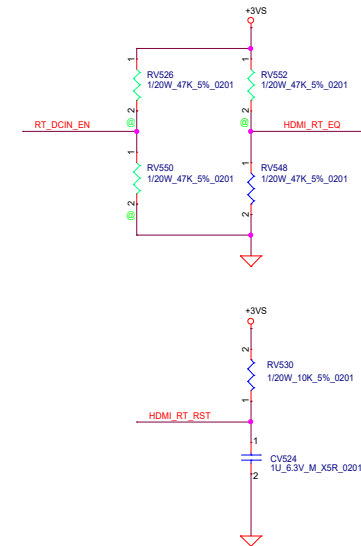 +3VS
1
1
RV526
1/20W_47K_5%_0201
RV552
1/20W_47K_5%_0201
2
2
@
@
RT_DCIN_EN
HDMI_RT_EQ
1
1
RV550
1/20W_47K_5%_0201
RV548
1/20W_47K_5%_0201
2
2
@
+3VS
2
RV530
1/20W_10K_5%_0201
1
HDMI_RT_RST
1
CV524
1U_6.3V_M_X5R_0201
2